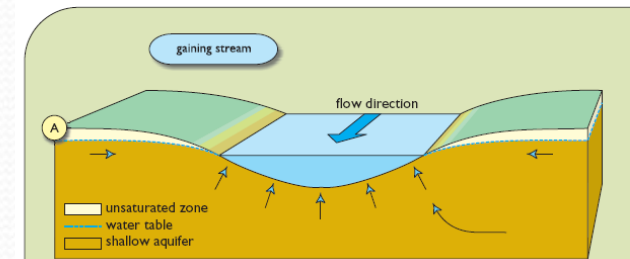 gaining stream
flow direction
A
unsaturated zone
water table
shallow aquifer